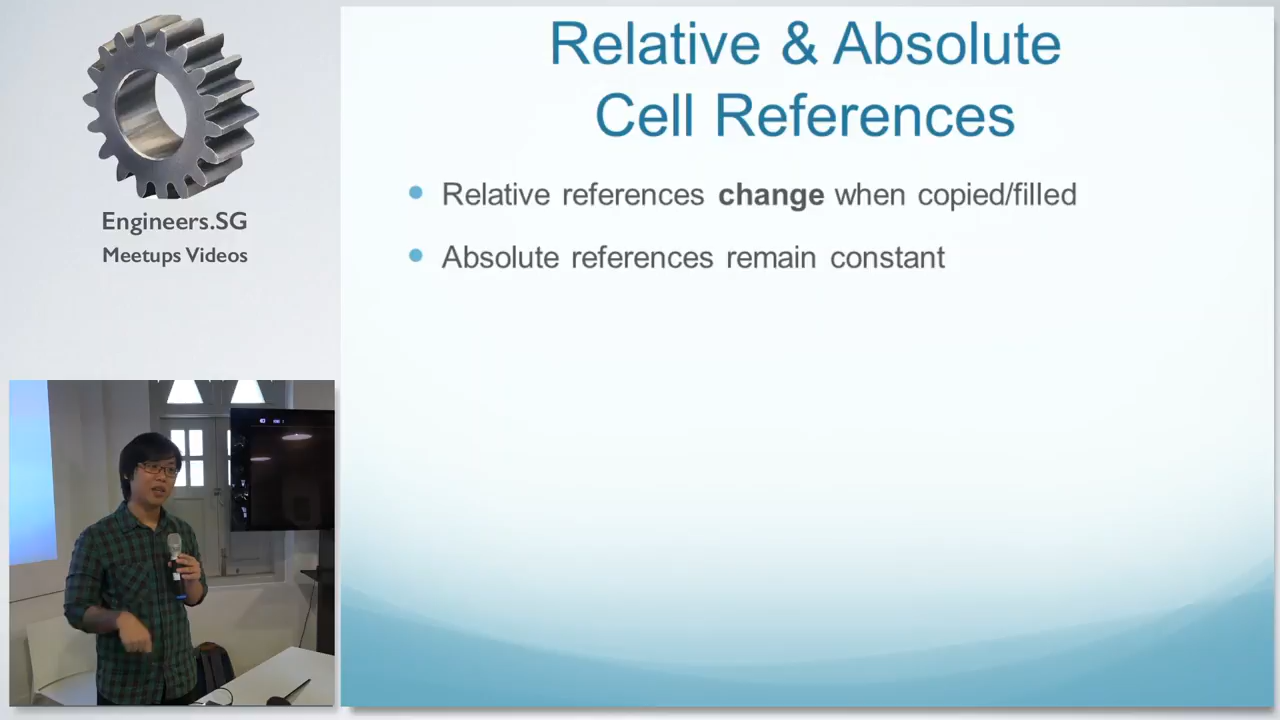 Engineers.SG
Meetups Videos
Relative & Absolute
Cell References
Relative references change when copied/filled
Absolute references remain constant